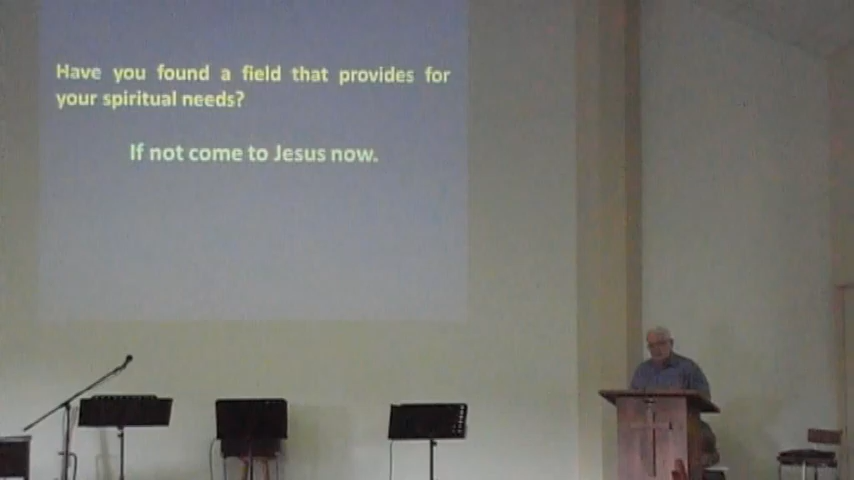 Have you found a field that provides for
your spiritual needs?
If not come to Jesus now.